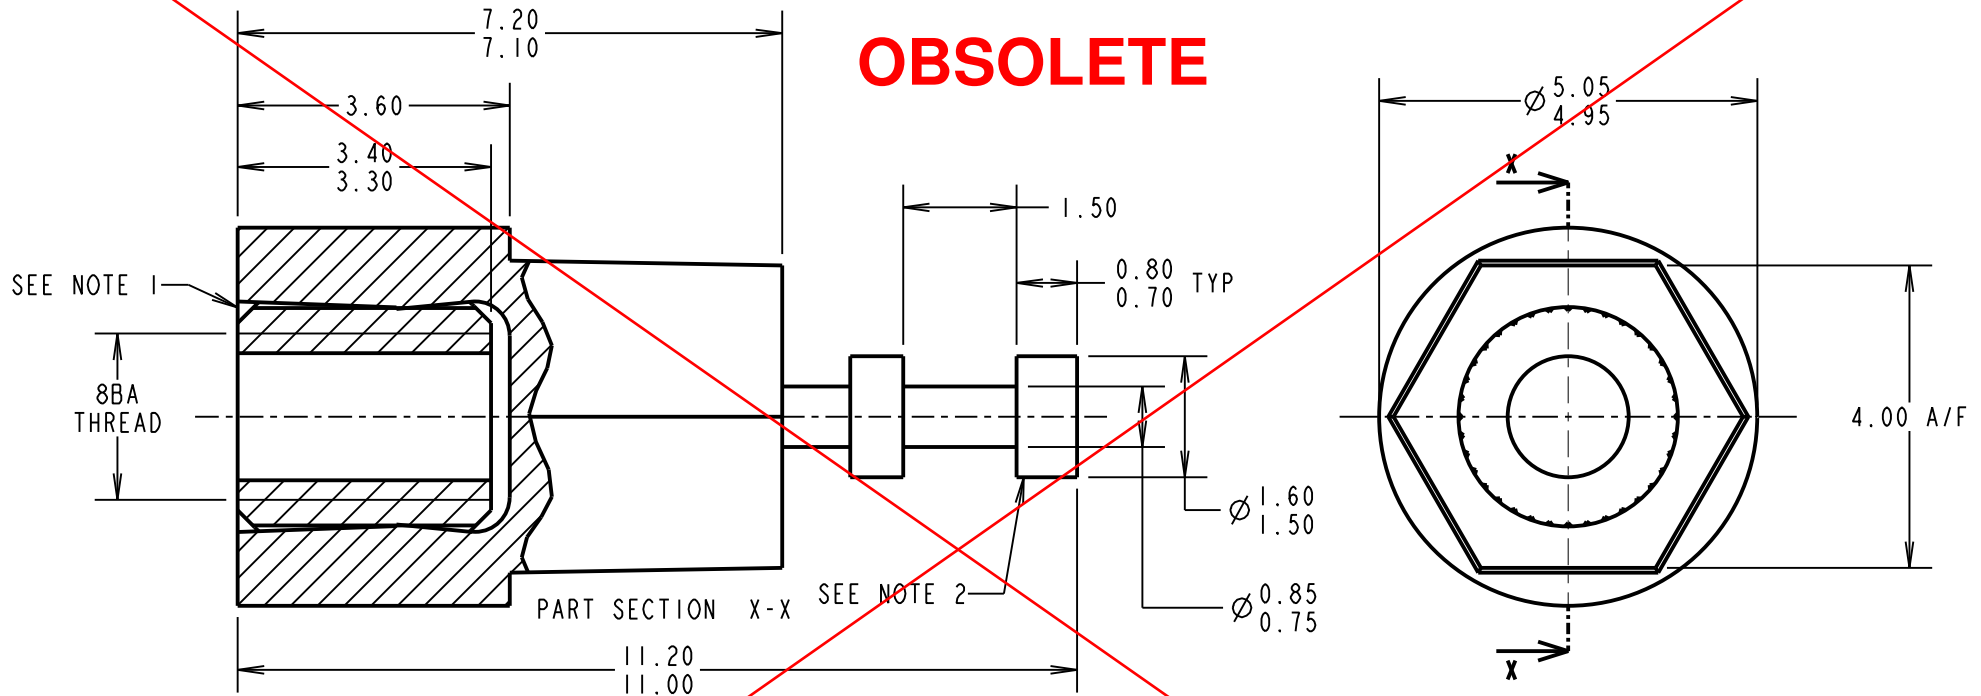 7.20
7.10
OBSOLETE
3.60
3.40
3.30
Ø 5.05
4.95
X
1.50
0.80 TYP
0.70
SEE NOTE 1
8BA
THREAD
4.00 A/F
Ø 1.60
1.50
SEE NOTE 2
PART SECTION X-X
Ø 0.85
0.75
11.20
11.00
X